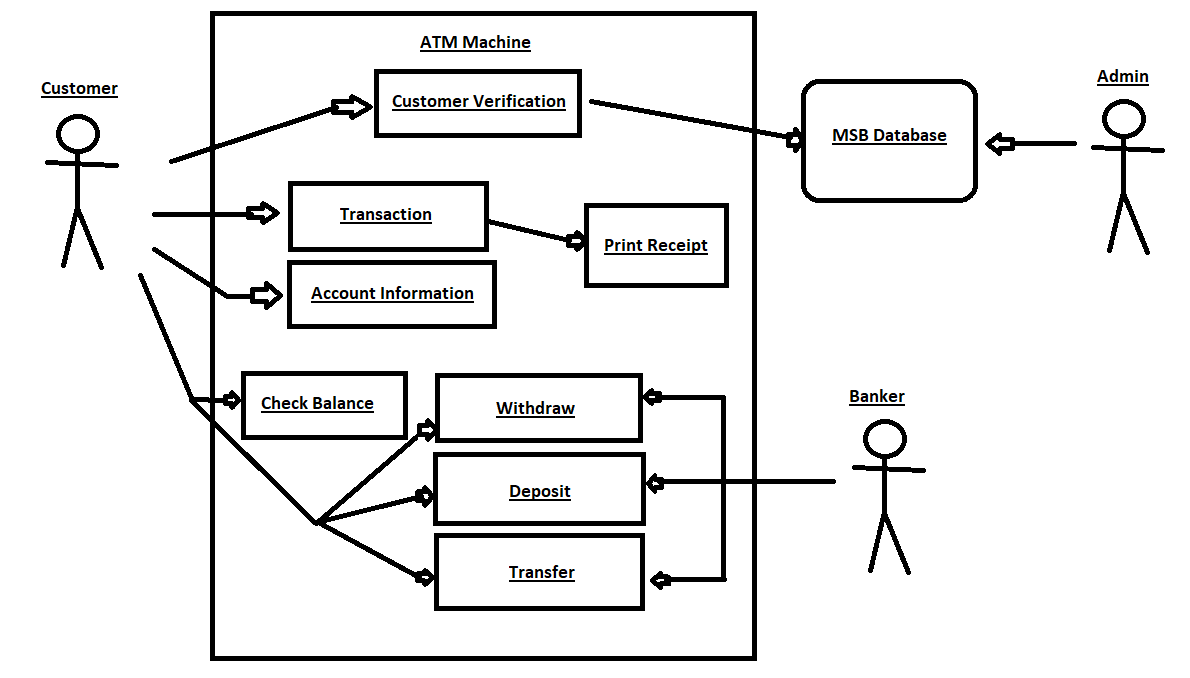 ATM Machine
Customer
Customer Verification
MSB Database
Admin
Transaction
Print Receipt
Account Information
Check Balance
Withdraw
Banker
Deposit
Transfer